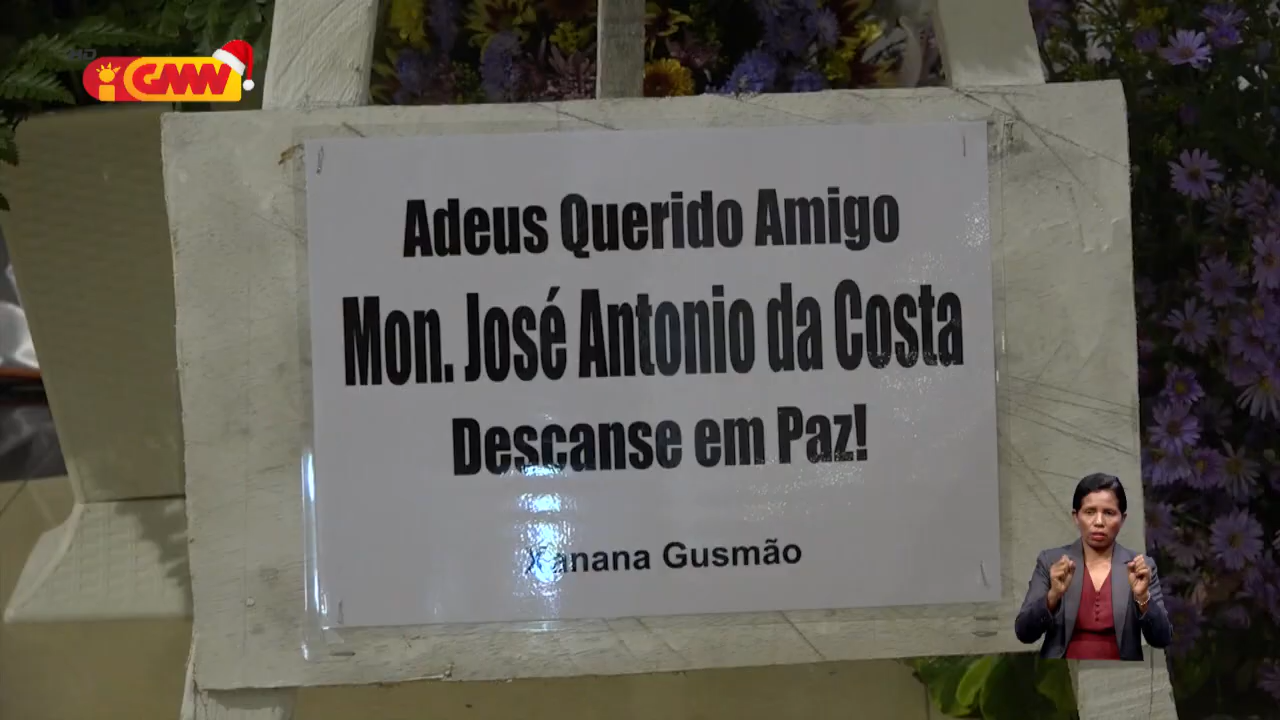 GMN
Adeus Querido Amigo
Mon. José Antonio da Costa
Descanse em Paz!
Xanana Gusmão